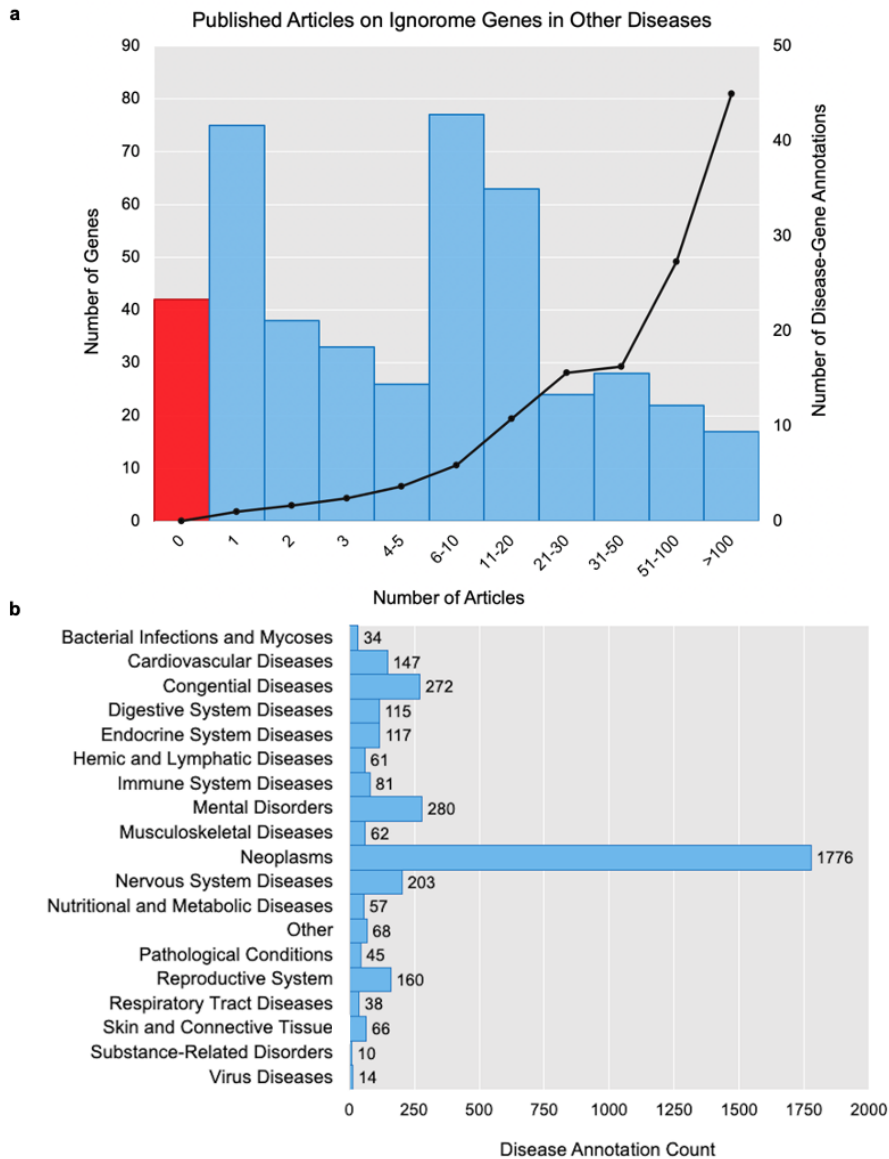 a
Published Articles on Ignorome Genes in Other Diseases
90
80
70
60
50
40
30
20
10
0
Number of Genes
50
40
30
20
10
0
Number of Disease-Gene Annotations
0
1
2
3
4-5
6-10
11-20
21-30
31-50
51-100
>100
Number of Articles
b
Bacterial Infections and Mycoses 34
Cardiovascular Diseases 147
Congential Diseases 272
Digestive System Diseases 115
Endocrine System Diseases 117
Hemic and Lymphatic Diseases 61
Immune System Diseases 81
Mental Disorders 280
Musculoskeletal Diseases 62
Neoplasms 1776
Nervous System Diseases 203
Nutritional and Metabolic Diseases 57
Other 68
Pathological Conditions 45
Reproductive System 160
Respiratory Tract Diseases 38
Skin and Connective Tissue 66
Substance-Related Disorders 10
Virus Diseases 14
0 250 500 750 1000 1250 1500 1750 2000
Disease Annotation Count